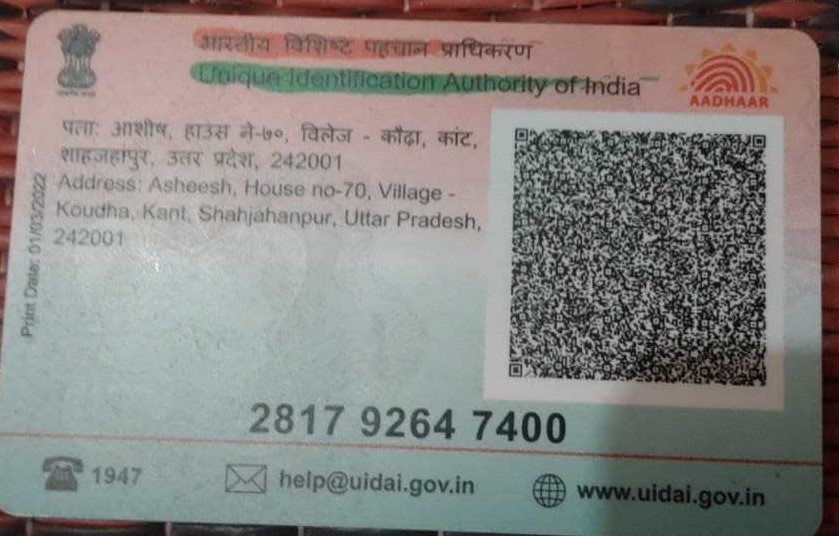 भारतीय विशिष्ट पहचान प्राधिकरण
Unique Identification Authority of India
AADHAAR
पता: आशीष, हाउस ने-७०, विलेज - कौढ़ा, कांट,
शाहजहाँपुर, उत्तर प्रदेश, 242001
Address: Asheesh, House no-70, Village -
Koudha, Kant, Shahjahanpur, Uttar Pradesh,
242001
Print Date: 01/03/2022
2817 9264 7400
1947
help@uidai.gov.in
www.uidai.gov.in